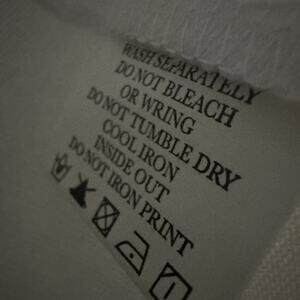 WASH SEPARATELY
DO NOT BLEACH
OR WRING
DO NOT TUMBLE DRY
COOL IRON
INSIDE OUT
DO NOT IRON PRINT